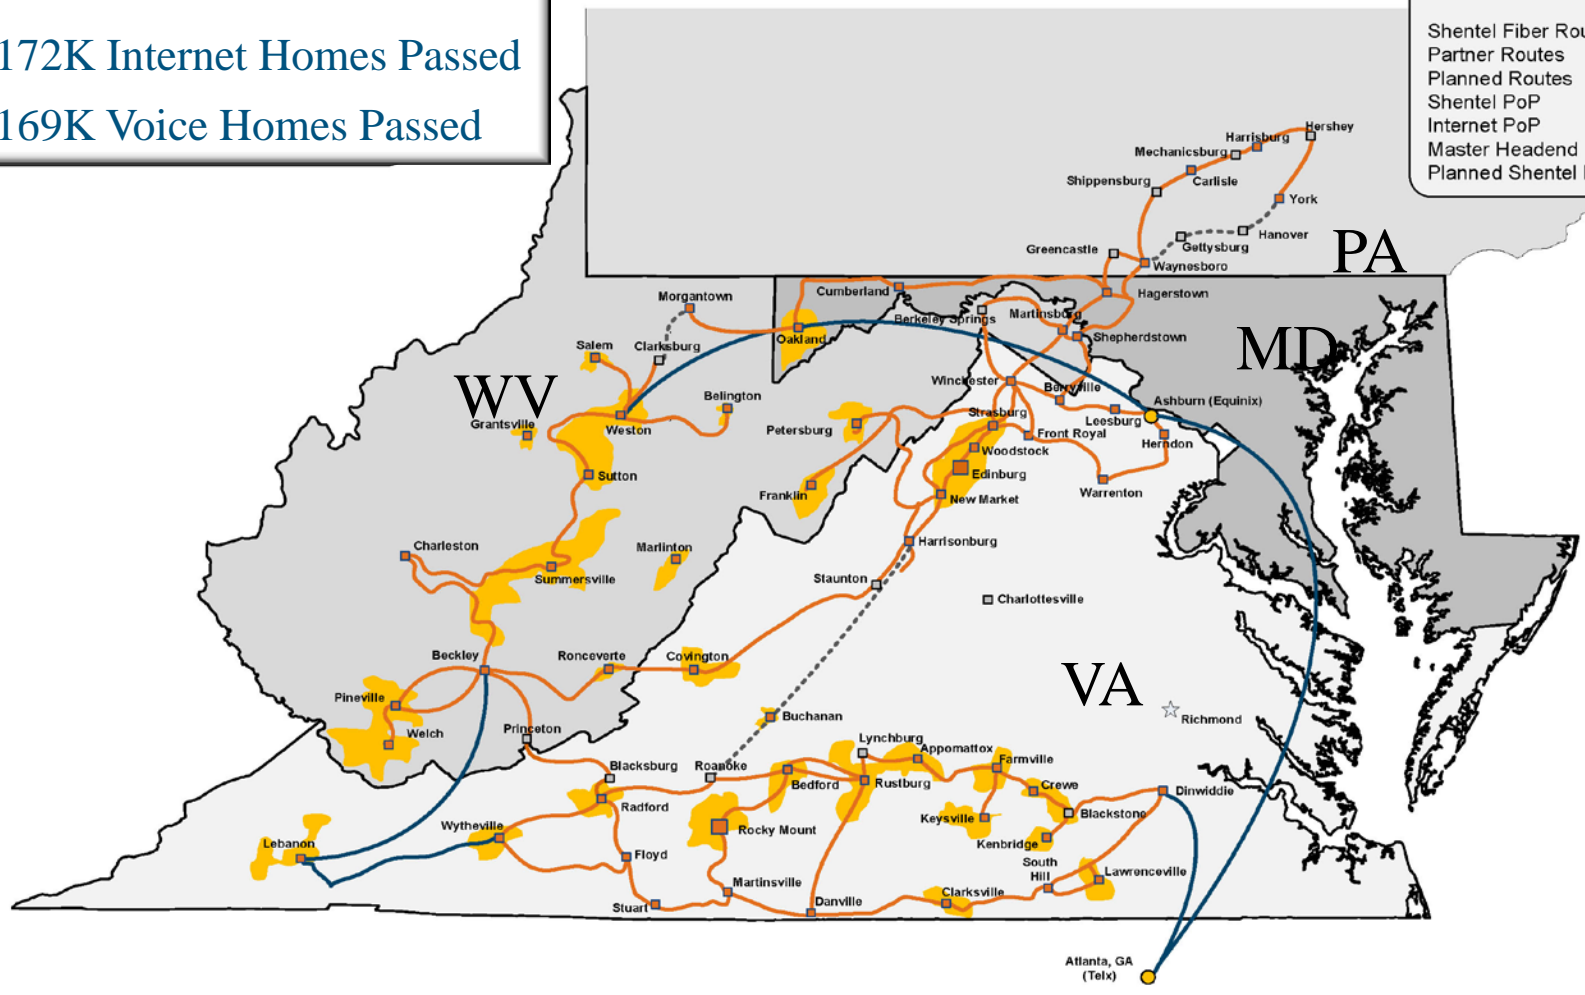 172K Internet Homes Passed
169K Voice Homes Passed
Shentel Fiber Rou
Partner Routes
Planned Routes
Shentel PoP
Internet PoP
Master Headend
Planned Shentel
Hershey
Harrisburg
Mechanicsburg
Carlisle
Shippensburg
York
Hanover
Gettysburg
Greencastle
Waynesboro
PA
Cumberland
Hagerstown
Morgantown
Berkeley Springs
Martinsburg
Oakland
Shepherdstown
MD
Salem
Clarksburg
WV
Winchester
Berryville
Belington
Ashburn (Equinix)
Grantsville
Weston
Petersburg
Strasburg
Leesburg
Front Royal
Herndon
Woodstock
Sutton
Edinburg
Franklin
New Market
Warrenton
Charleston
Marlinton
Harrisonburg
Summersville
Staunton
Charlottesville
Beckley
Ronceverte
Covington
VA
Pineville
Richmond
Buchanan
Welch
Princeton
Lynchburg
Appomattox
Blacksburg
Roanoke
Farmville
Bedford
Rustburg
Crewe
Dinwiddie
Radford
Keysville
Blackstone
Wytheville
Rocky Mount
Kenbridge
Lebanon
Floyd
South
Hill
Lawrenceville
Martinsville
Clarksville
Stuart
Danville
Atlanta, GA
(Telx)